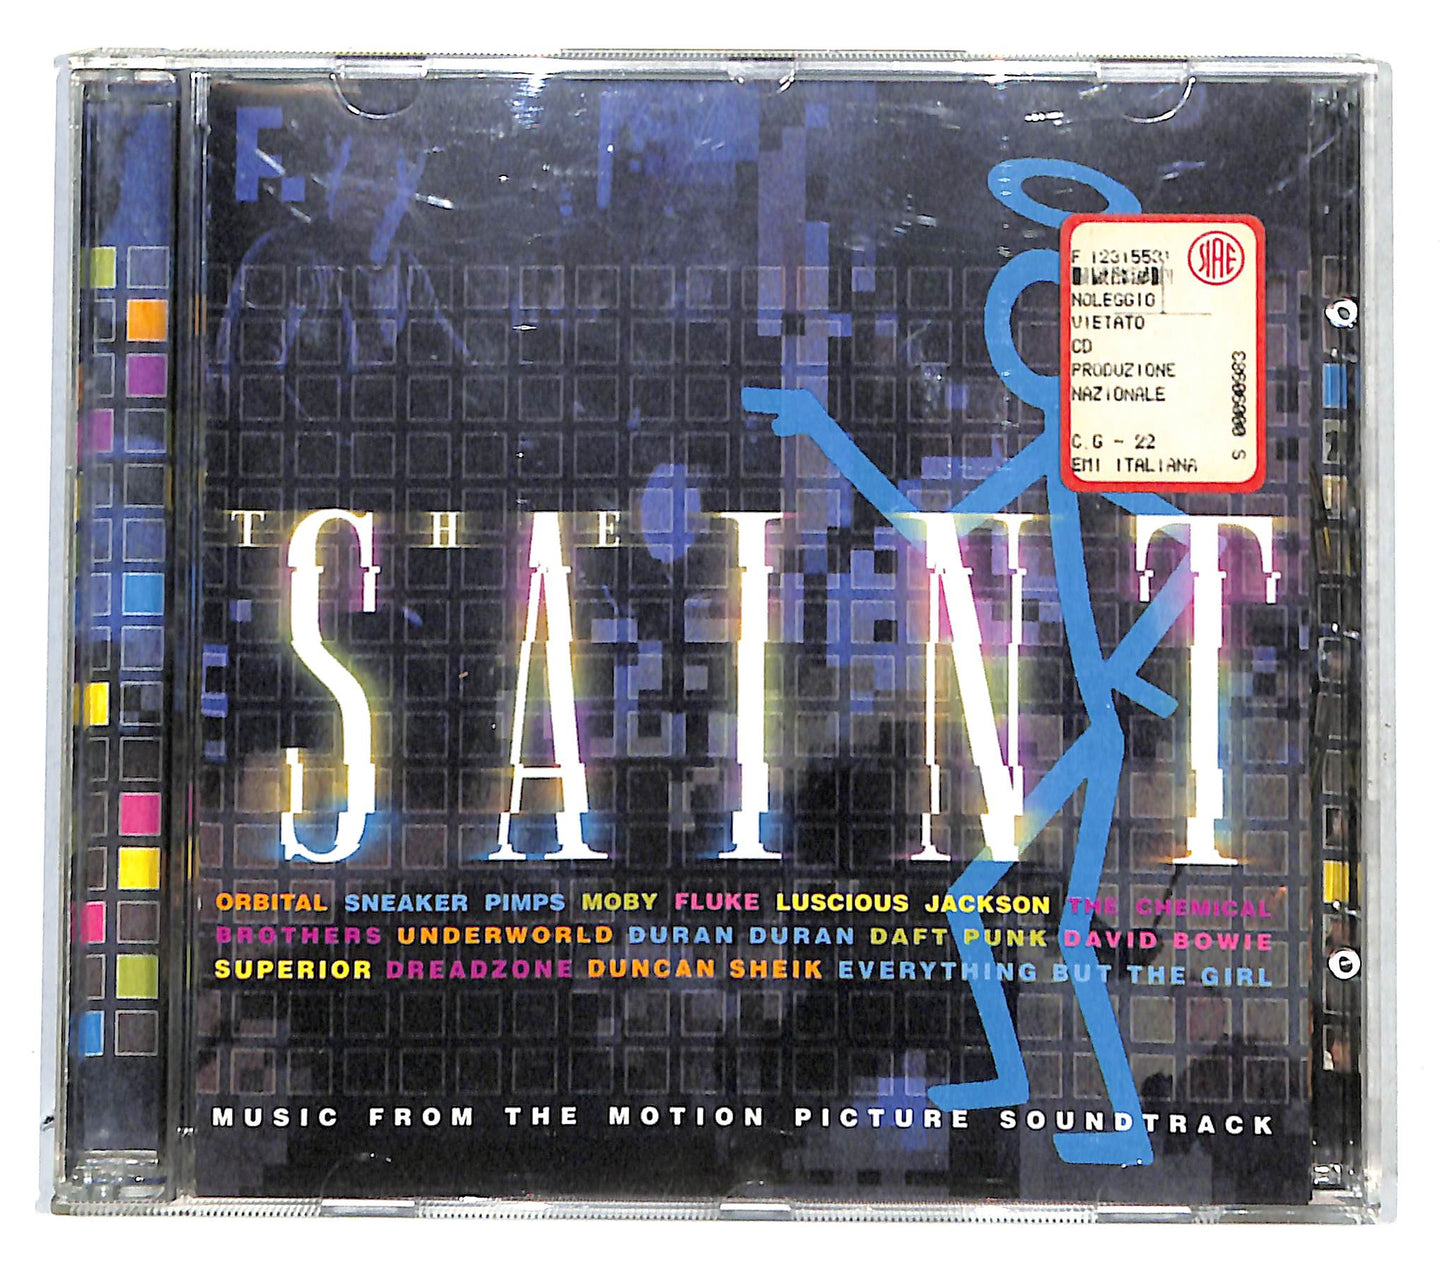 THE
SAINT
ORBITAL SNEAKER PIMPS MOBY FLUKE LUSCIOUS JACKSON THE CHEMICAL
BROTHERS UNDERWORLD DURAN DURAN DAFT PUNK DAVID BOWIE
SUPERIOR DREADZONE DUNCAN SHEIK EVERYTHING BUT THE GIRL
MUSIC FROM THE MOTION PICTURE SOUNDTRACK
SIAE
NOLEGGIO
VIETATO
CD
PRODUZIONE
NAZIONALE
C.G - 22
EMI ITALIANA
S 00090983